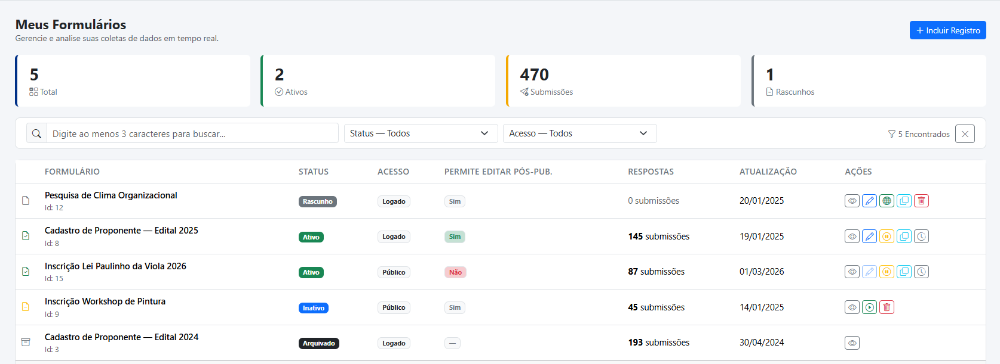 Meus Formulários
Gerencie e analise suas coletas de dados em tempo real.
+ Incluir Registro
5
Total
2
Ativos
470
Submissões
1
Rascunhos
Digite ao menos 3 caracteres para buscar...
Status — Todos
Acesso — Todos
5 Encontrados
FORMULÁRIO STATUS ACESSO PERMITE EDITAR PÓS-PUB. RESPOSTAS ATUALIZAÇÃO AÇÕES
Pesquisa de Clima Organizacional
Id: 12
Rascunho Logado Sim 0 submissões 20/01/2025
Cadastro de Proponente — Edital 2025
Id: 8
Ativo Logado Sim 145 submissões 19/01/2025
Inscrição Lei Paulinho da Viola 2026
Id: 15
Ativo Público Não 87 submissões 01/03/2026
Inscrição Workshop de Pintura
Id: 9
Inativo Público Sim 45 submissões 14/01/2025
Cadastro de Proponente — Edital 2024
Id: 3
Arquivado Logado — 193 submissões 30/04/2024